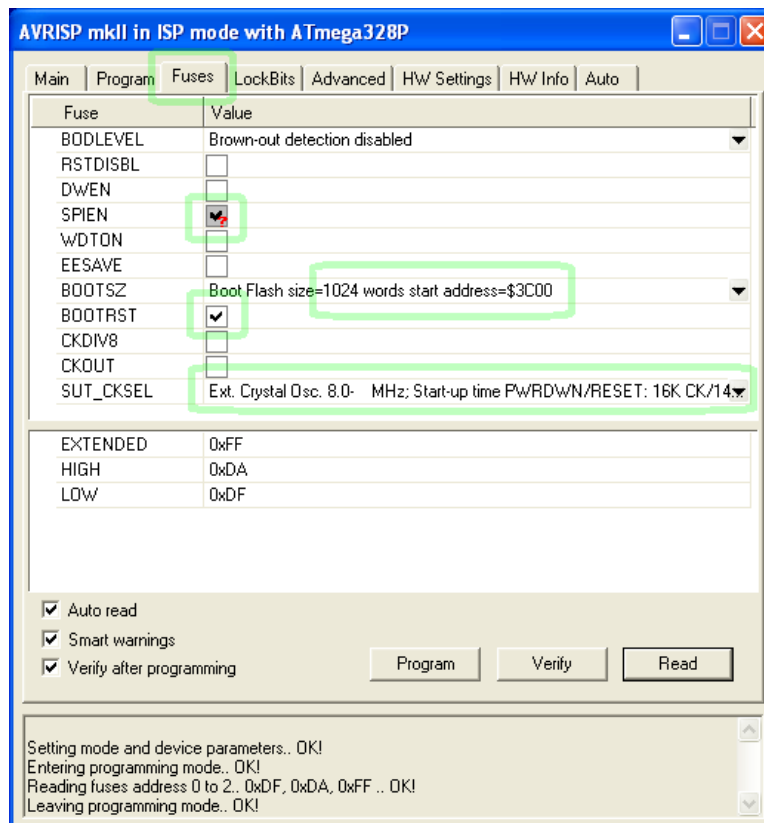 AVRISP mkII in ISP mode with ATmega328P
Main Program Fuses LockBits Advanced HW Settings HW Info Auto
Fuse Value
BODLEVEL Brown-out detection disabled
RSTDISBL
DWEN
SPIEN ?
WDTON
EESAVE
BOOTSZ Boot Flash size=1024 words start address=$3C00
BOOTRST
CKDIV8
CKOUT
SUT_CKSEL Ext. Crystal Osc. 8.0- MHz; Start-up time PWRDWN/RESET: 16K CK/14...
EXTENDED 0xFF
HIGH 0xDA
LOW 0xDF
Auto read
Smart warnings
Verify after programming
Program Verify Read
Setting mode and device parameters.. OK!
Entering programming mode.. OK!
Reading fuses address 0 to 2.. 0xDF, 0xDA, 0xFF .. OK!
Leaving programming mode.. OK!